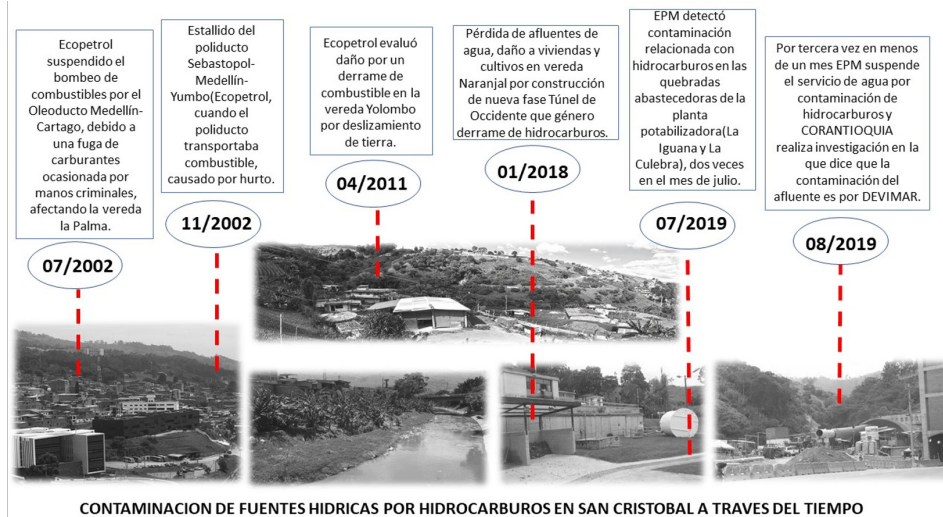 Ecopetrol
suspendido el
bombeo de
combustibles por el
Oleoducto Medellín-
Cartago, debido a
una fuga de
carburantes
ocasionada por
manos criminales,
afectando la vereda
la Palma.
07/2002
Estallido del
poliducto
Sebastopol-
Medellín-
Yumbo(Ecopetrol,
cuando el
poliducto
transportaba
combustible,
causado por hurto.
11/2002
Ecopetrol evaluó
daño por un
derrame de
combustible en la
vereda Yolombo
por deslizamiento
de tierra.
04/2011
Pérdida de afluentes
de agua, daño a
viviendas y
cultivos en vereda
Naranjal por construcción
de nueva fase Túnel de
Occidente que género
derrame de hidrocarburos.
01/2018
EPM detectó
contaminación
relacionada con
hidrocarburos en las
quebradas
abastecedoras de la
planta
potabilizadora(La
Iguana y La
Culebra), dos veces
en el mes de julio.
07/2019
Por tercera vez en menos
de un mes EPM suspende
el servicio de agua por
contaminación de
hidrocarburos y
CORANTIOQUIA
realiza investigación en la
que dice que la
contaminación del
afluente es por DEVIMAR.
08/2019
CONTAMINACION DE FUENTES HIDRICAS POR HIDROCARBUROS EN SAN CRISTOBAL A TRAVES DEL TIEMPO